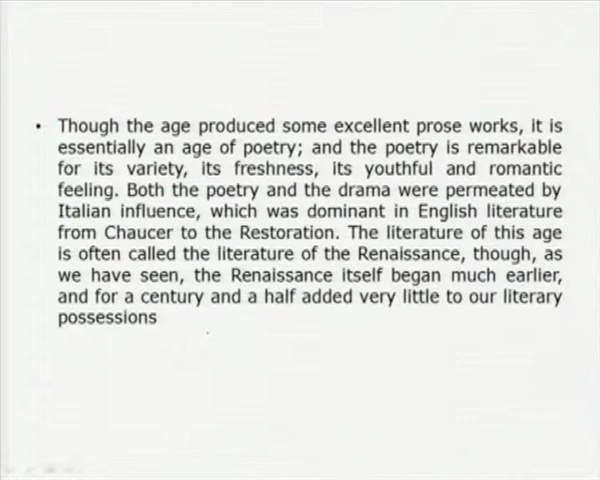 • Though the age produced some excellent prose works, it is
essentially an age of poetry; and the poetry is remarkable
for its variety, its freshness, its youthful and romantic
feeling. Both the poetry and the drama were permeated by
Italian influence, which was dominant in English literature
from Chaucer to the Restoration. The literature of this age
is often called the literature of the Renaissance, though, as
we have seen, the Renaissance itself began much earlier,
and for a century and a half added very little to our literary
possessions